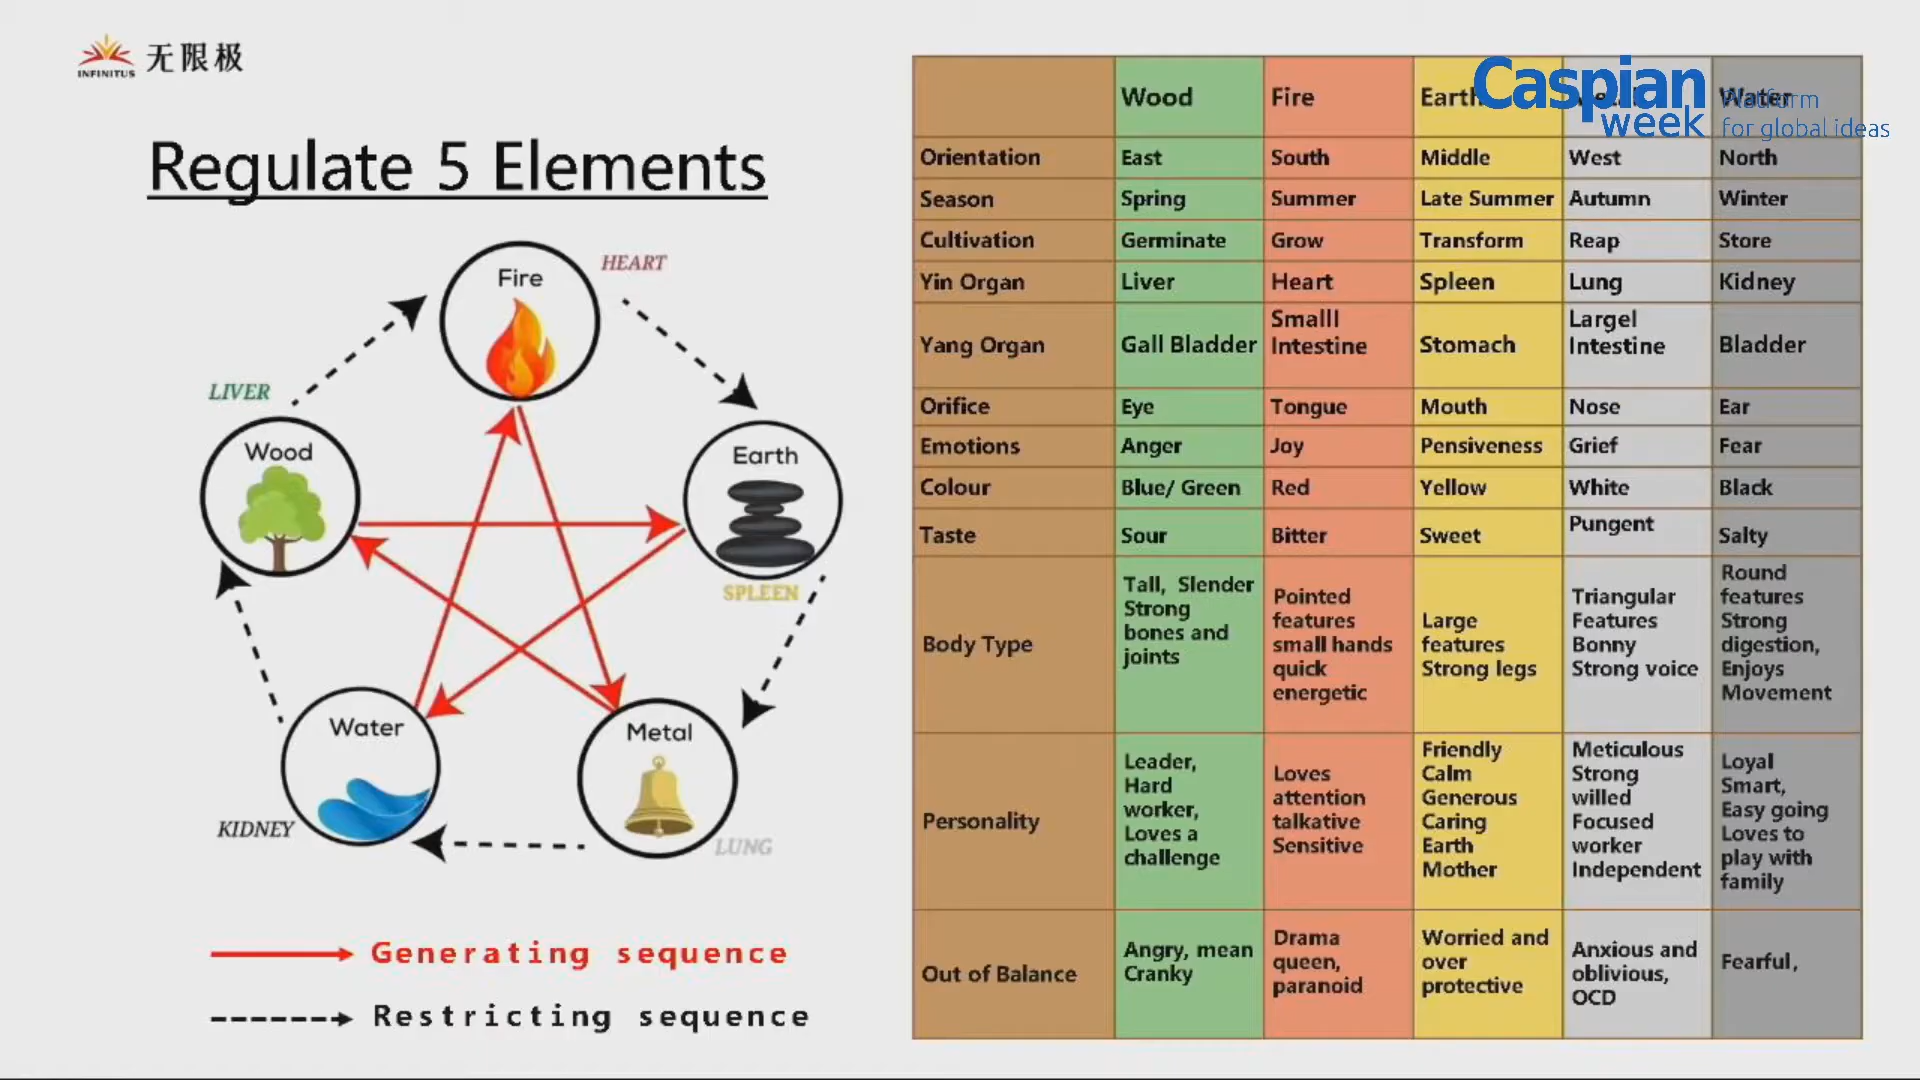 INFINITUS 无限极
Regulate 5 Elements
Fire
HEART
LIVER
Wood
Earth
SPLEEN
Water
KIDNEY
Metal
LUNG
Generating sequence
Restricting sequence
Caspian
week
Platform
for global ideas
Wood Fire Earth Water
Orientation East South Middle West North
Season Spring Summer Late Summer Autumn Winter
Cultivation Germinate Grow Transform Reap Store
Yin Organ Liver Heart Spleen Lung Kidney
Yang Organ
Gall Bladder
Smalll
Intestine
Stomach
Largel
Intestine
Bladder
Orifice Eye Tongue Mouth Nose Ear
Emotions Anger Joy Pensiveness Grief Fear
Colour Blue/ Green Red Yellow White Black
Taste Sour Bitter Sweet Pungent Salty
Body Type
Tall, Slender
Strong
bones and
joints
Pointed
features
small hands
quick
energetic
Large
features
Strong legs
Triangular
Features
Bonny
Strong voice
Round
features
Strong
digestion,
Enjoys
Movement
Personality
Leader,
Hard
worker,
Loves a
challenge
Loves
attention
talkative
Sensitive
Friendly
Calm
Generous
Caring
Earth
Mother
Meticulous
Strong
willed
Focused
worker
Independent
Loyal
Smart,
Easy going
Loves to
play with
family
Out of Balance
Angry, mean
Cranky
Drama
queen,
paranoid
Worried and
over
protective
Anxious and
oblivious,
OCD
Fearful,